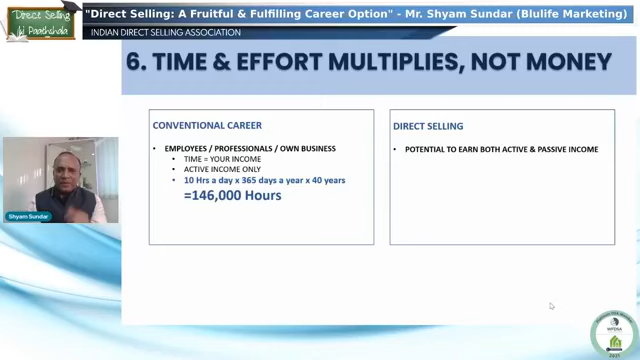 Direct Selling
ki Paathshala
"Direct Selling: A Fruitful & Fulfilling Career Option" - Mr. Shyam Sundar (Blulife Marketing)
INDIAN DIRECT SELLING ASSOCIATION
6. TIME & EFFORT MULTIPLIES, NOT MONEY
CONVENTIONAL CAREER
• EMPLOYEES / PROFESSIONALS / OWN BUSINESS
• TIME = YOUR INCOME
• ACTIVE INCOME ONLY
• 10 Hrs a day x 365 days a year x 40 years
=146,000 Hours
DIRECT SELLING
• POTENTIAL TO EARN BOTH ACTIVE & PASSIVE INCOME
Shyam Sundar
WFDSA
2021